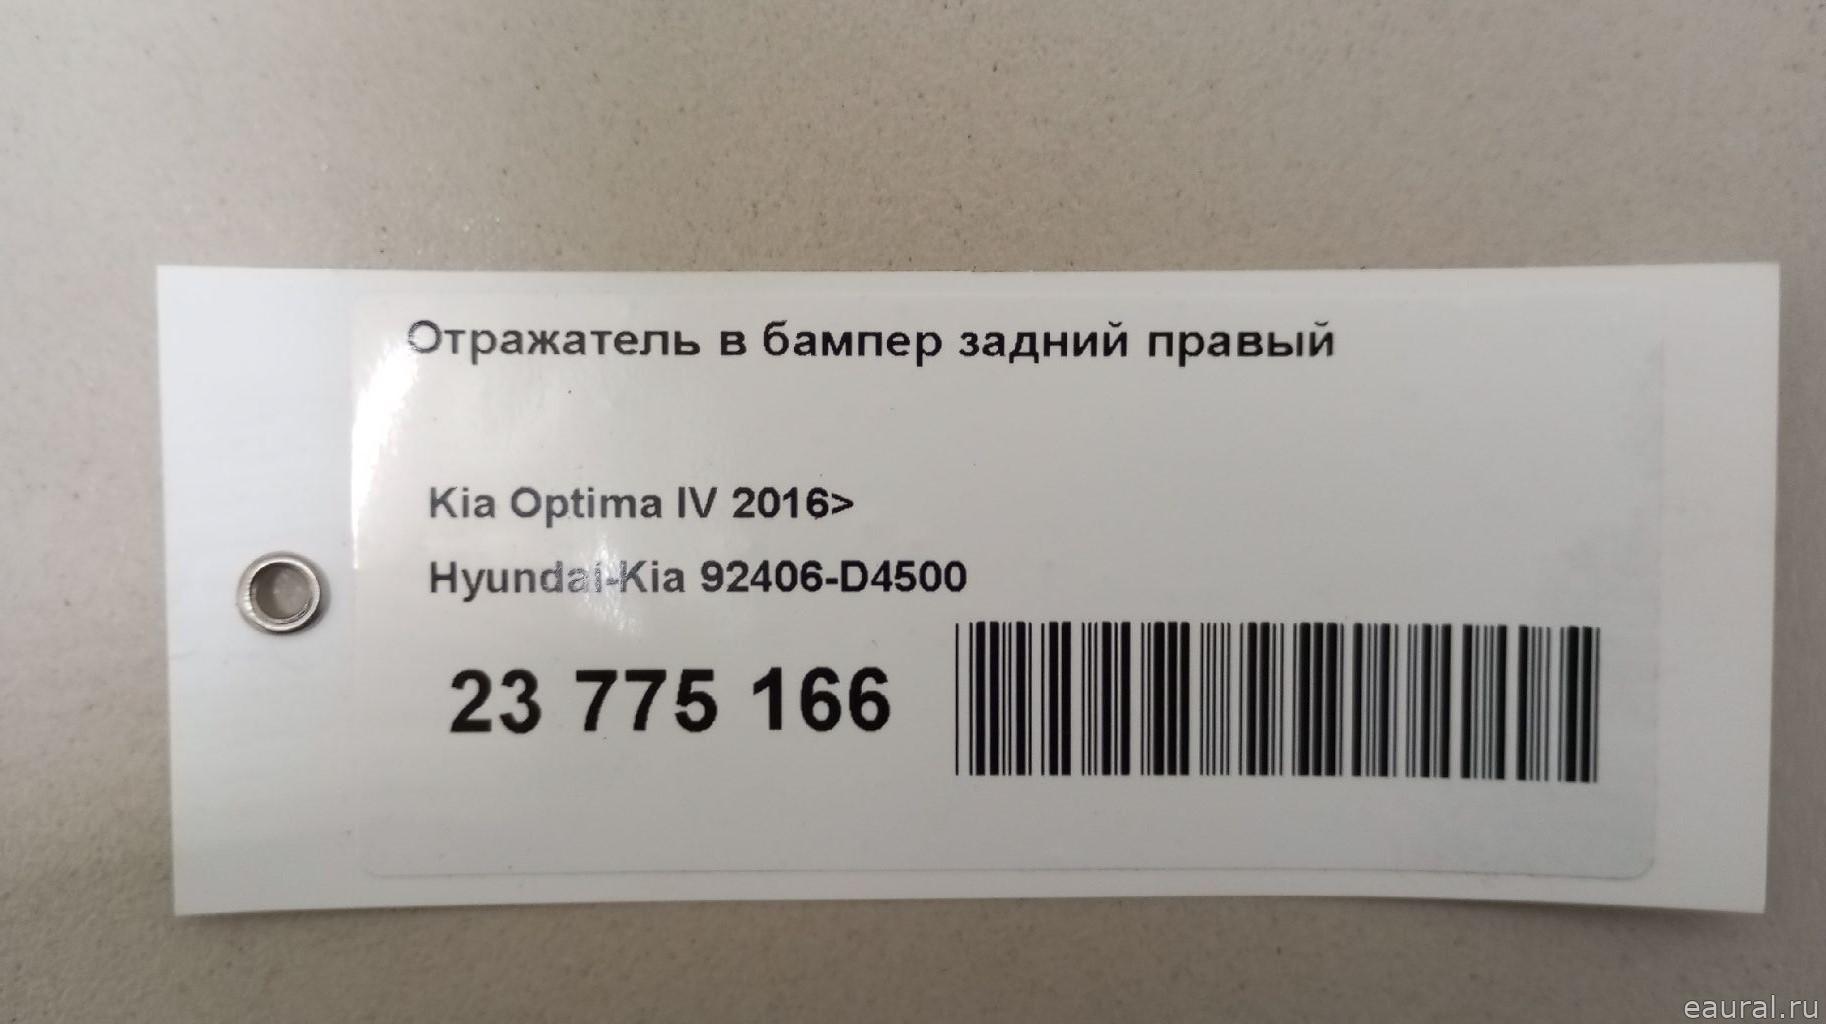 Отражатель в бампер задний правый
Kia Optima IV 2016>
Hyundai-Kia 92406-D4500
23 775 166
eaural.ru